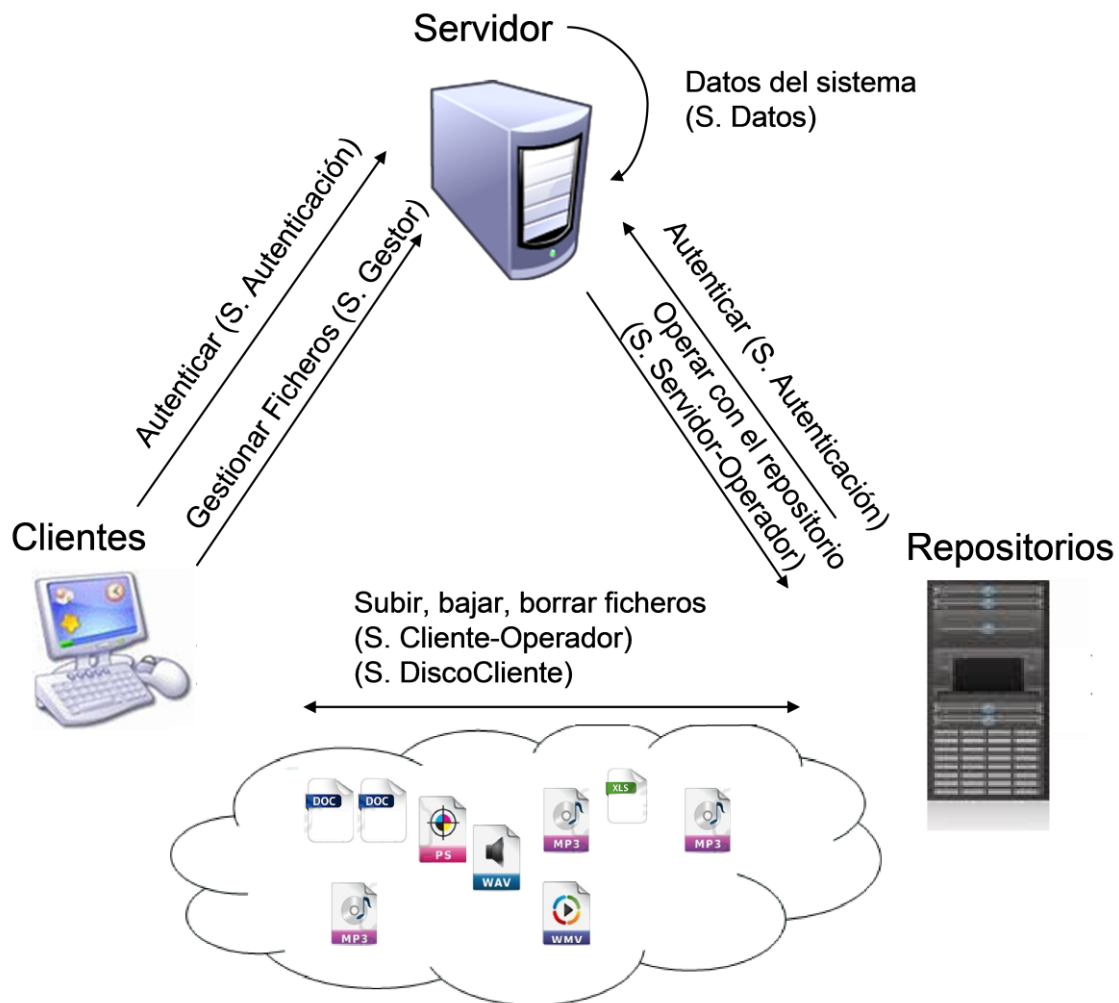 Servidor
Datos del sistema
(S. Datos)
Autenticar (S. Autenticación)
Gestionar Ficheros (S. Gestor)
Autenticar (S. Autenticación)
Operar con el repositorio
(S. Servidor-Operador)
Clientes
Repositorios
Subir, bajar, borrar ficheros
(S. Cliente-Operador)
(S. DiscoCliente)
DOC
DOC
PS
WAV
MP3
XLS
MP3
MP3
WMV